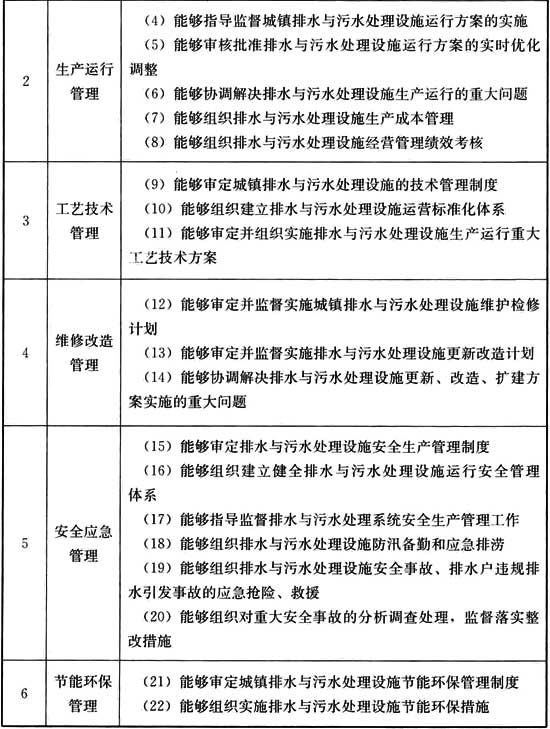 2
生产运行
管理
(4) 能够指导监督城镇排水与污水处理设施运行方案的实施
(5) 能够审核批准排水与污水处理设施运行方案的实时优化
调整
(6) 能够协调解决排水与污水处理设施生产运行的重大问题
(7) 能够组织排水与污水处理设施生产成本管理
(8) 能够组织排水与污水处理设施经营管理绩效考核
3
工艺技术
管理
(9) 能够审定城镇排水与污水处理设施的技术管理制度
(10) 能够组织建立排水与污水处理设施运营标准化体系
(11) 能够审定并组织实施排水与污水处理设施生产运行重大
工艺技术方案
4
维修改造
管理
(12) 能够审定并监督实施城镇排水与污水处理设施维护检修
计划
(13) 能够审定并监督实施排水与污水处理设施更新改造计划
(14) 能够协调解决排水与污水处理设施更新、改造、扩建方
案实施的重大问题
5
安全应急
管理
(15) 能够审定排水与污水处理设施安全生产管理制度
(16) 能够组织建立健全排水与污水处理设施运行安全管理
体系
(17) 能够指导监督排水与污水处理系统安全生产管理工作
(18) 能够组织排水与污水处理设施防汛备勤和应急排涝
(19) 能够组织排水与污水处理设施安全事故、排水户违规排
水引发事故的应急抢险、救援
(20) 能够组织对重大安全事故的分析调查处理，监督落实整
改措施
6
节能环保
管理
(21) 能够审定城镇排水与污水处理设施节能环保管理制度
(22) 能够组织实施排水与污水处理设施节能环保措施